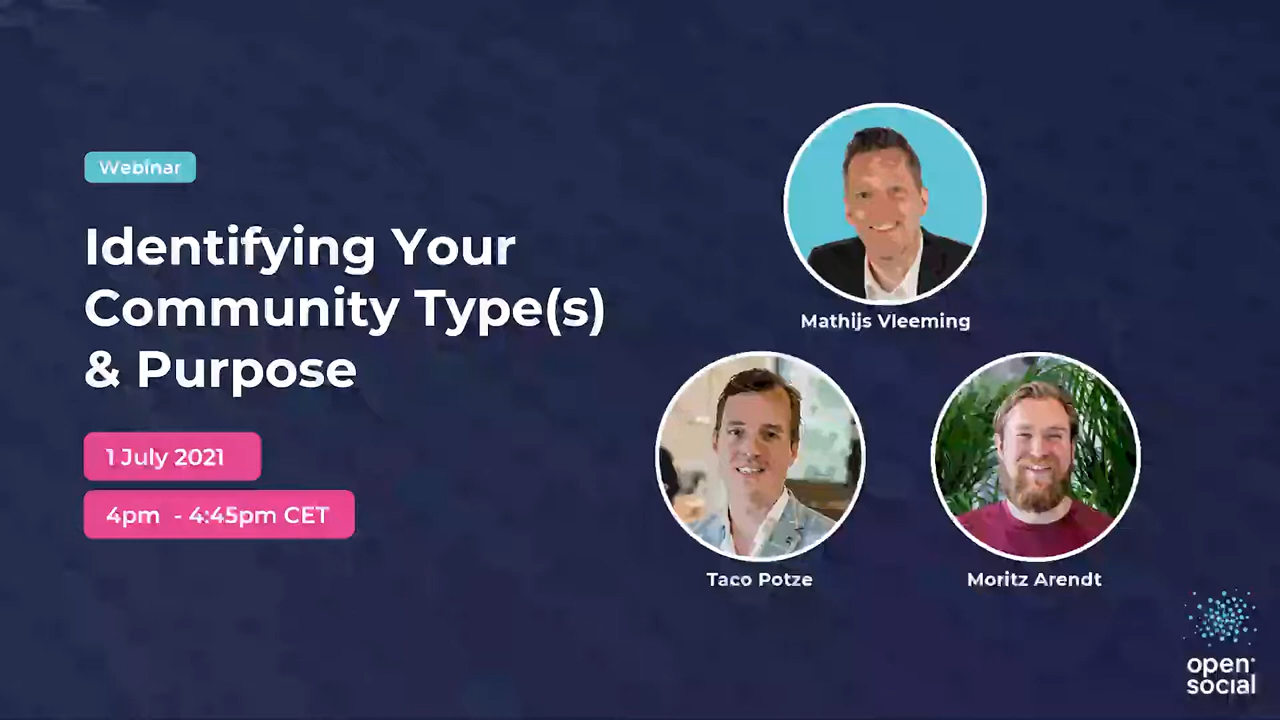 Webinar
Identifying Your
Community Type(s)
& Purpose
1 July 2021
4pm - 4:45pm CET
Mathijs Vleeming
Taco Potze
Moritz Arendt
open
social